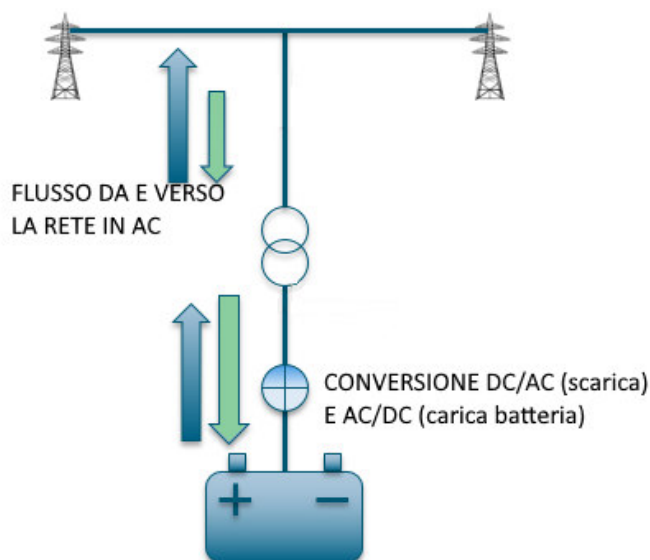 FLUSSO DA E VERSO
LA RETE IN AC
CONVERSIONE DC/AC (scarica)
E AC/DC (carica batteria)
+ −